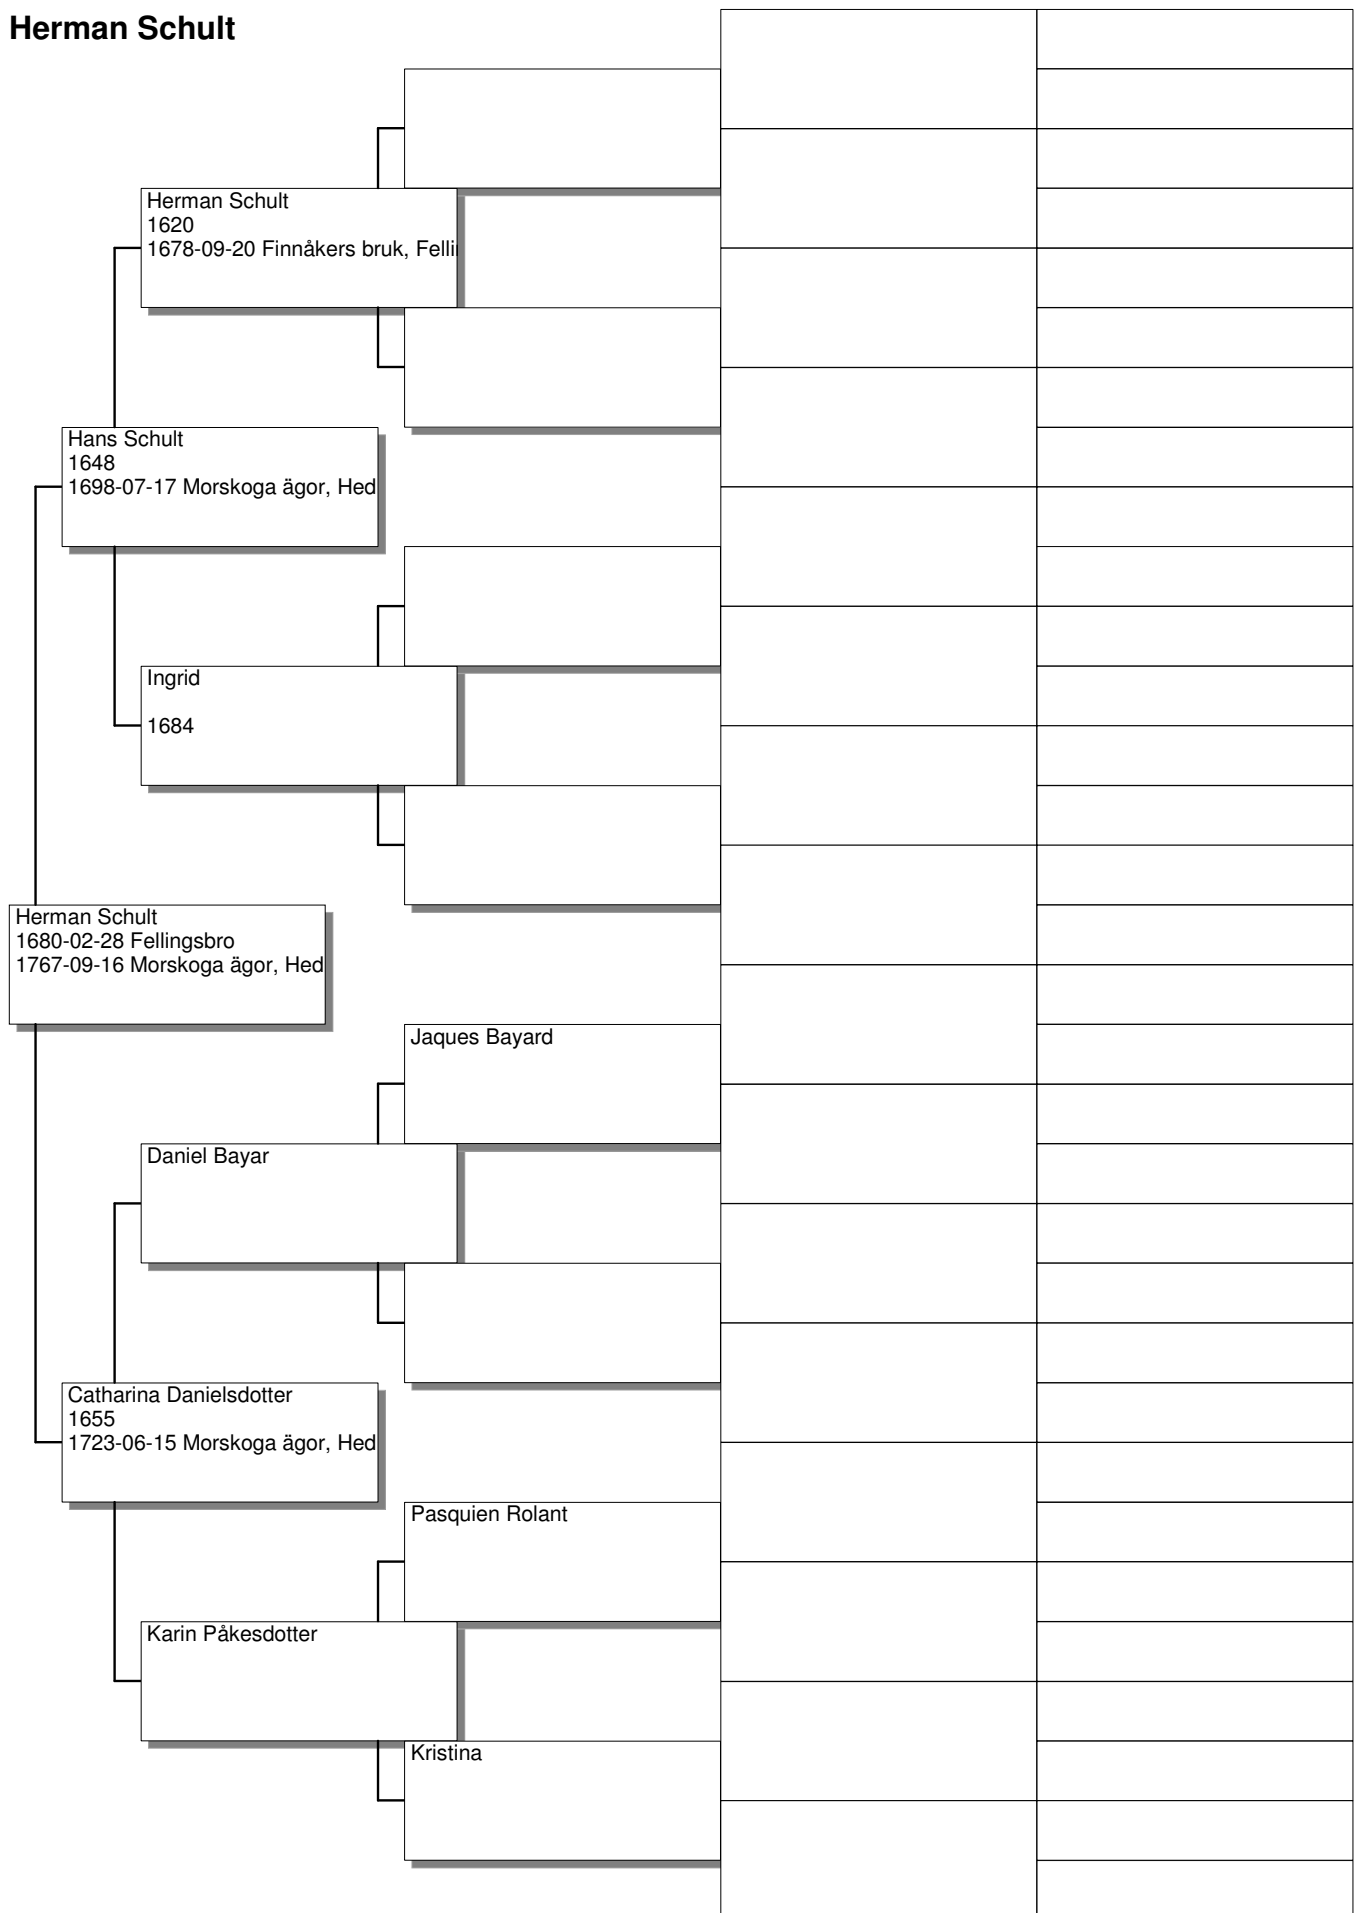 Herman Schult
Herman Schult
1620
1678-09-20 Finnåkers bruk, Felli
Hans Schult
1648
1698-07-17 Morskoga ägor, Hed
Ingrid
1684
Herman Schult
1680-02-28 Fellingsbro
1767-09-16 Morskoga ägor, Hed
Jaques Bayard
Daniel Bayar
Catharina Danielsdotter
1655
1723-06-15 Morskoga ägor, Hed
Pasquien Rolant
Karin Påkesdotter
Kristina